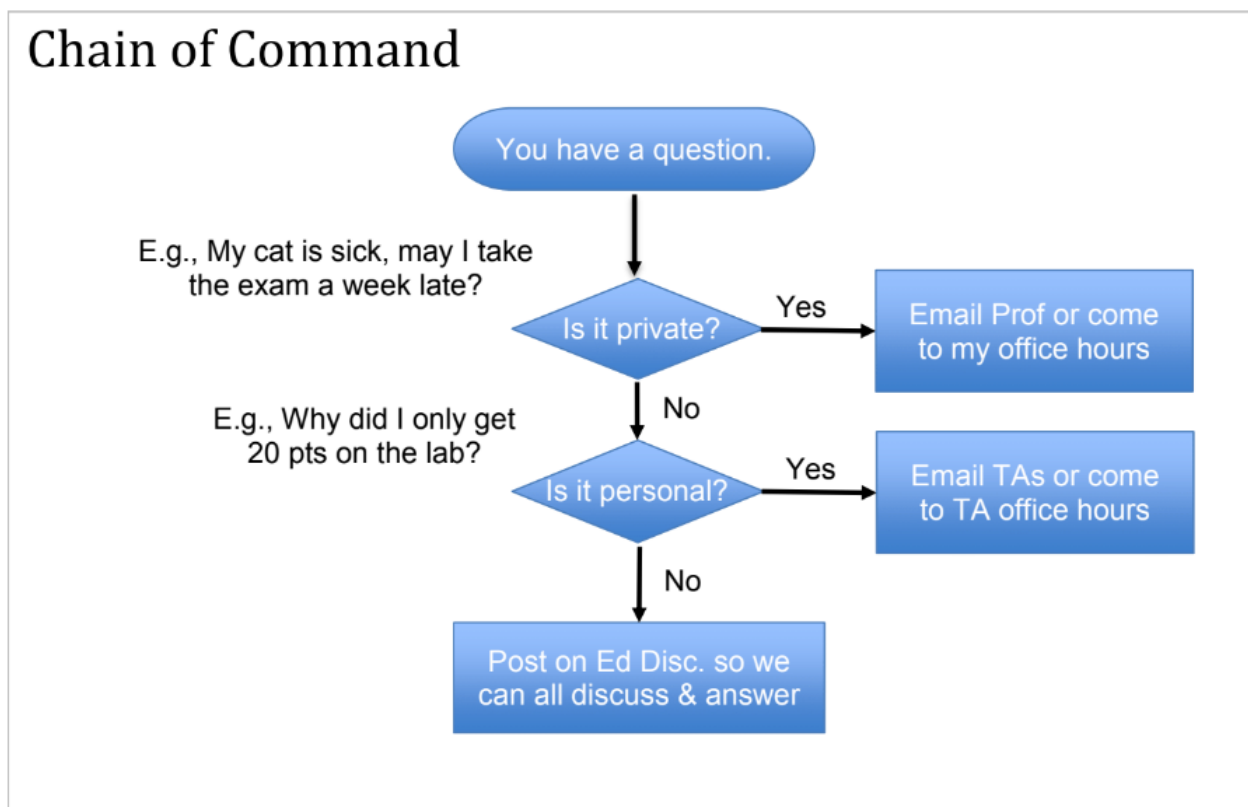 Chain of Command
You have a question.
E.g., My cat is sick, may I take
the exam a week late?
Is it private?
Yes
Email Prof or come
to my office hours
No
E.g., Why did I only get
20 pts on the lab?
Is it personal?
Yes
Email TAs or come
to TA office hours
No
Post on Ed Disc. so we
can all discuss & answer